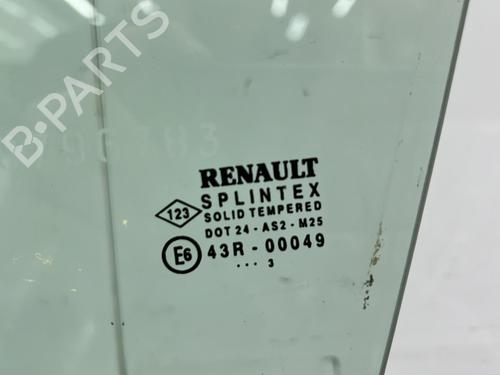 B-PARTS
RENAULT
SPLINTEX
123 SOLID TEMPERED
DOT 24 - AS2 - M25
E6 43R - 00049
... 3